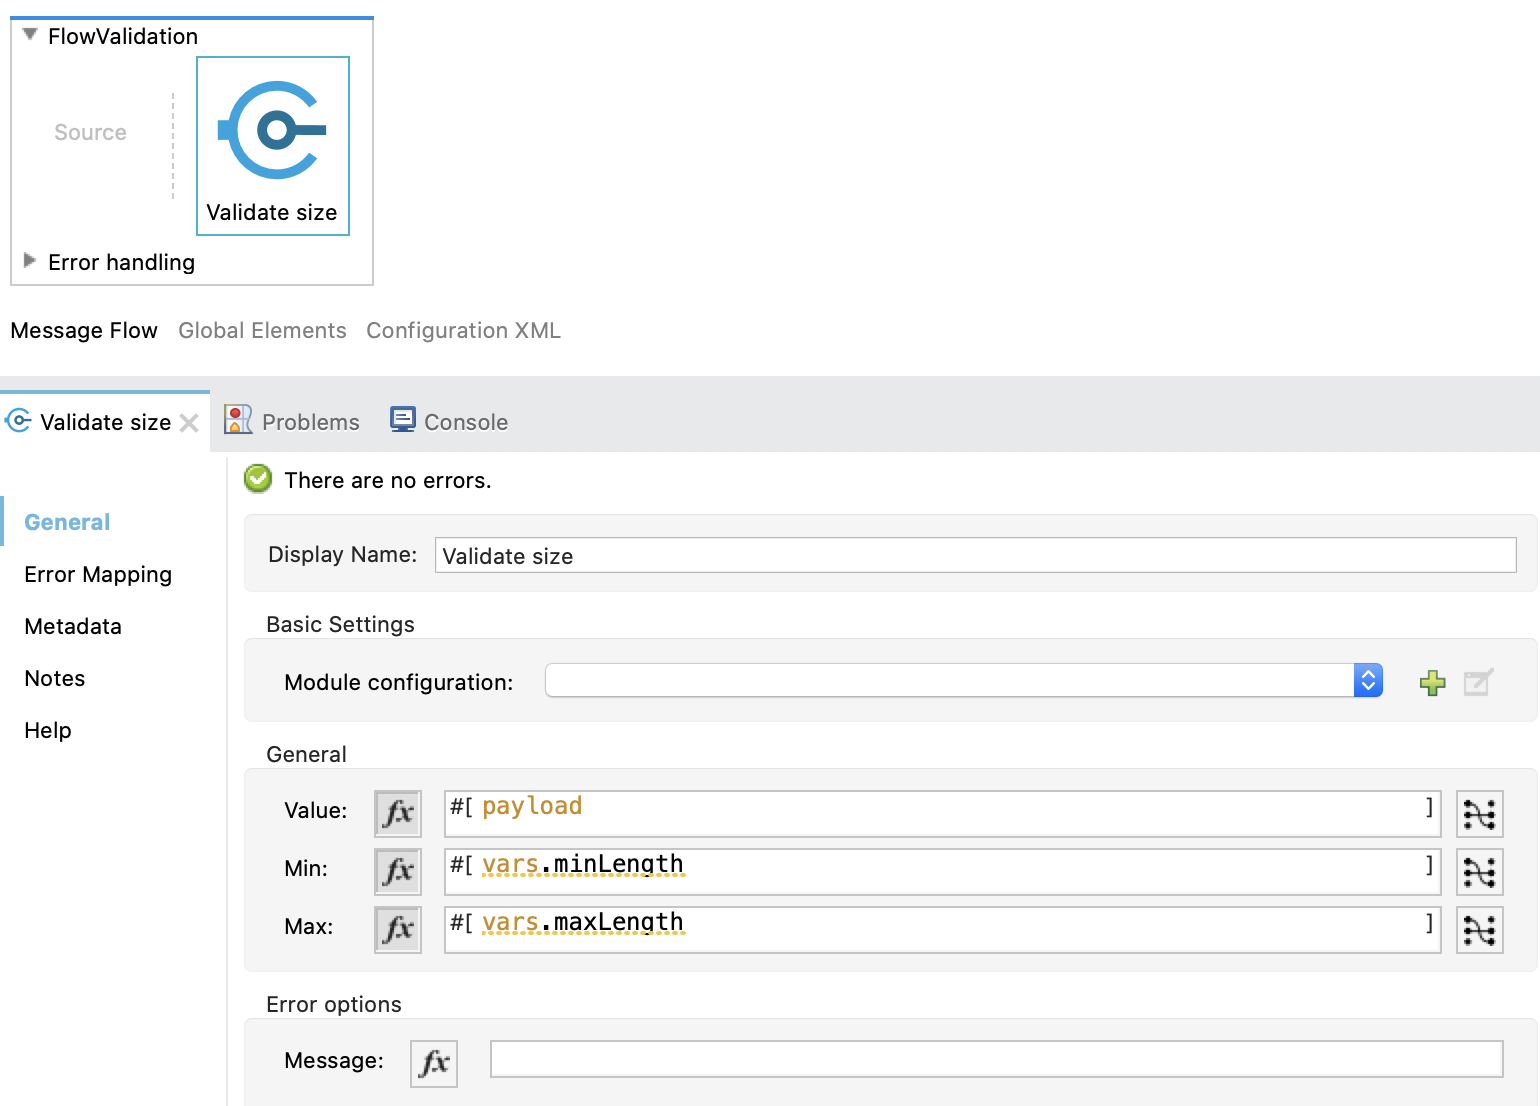 FlowValidation
Source
Validate size
Error handling
Message Flow Global Elements Configuration XML
Validate size Problems Console
There are no errors.
General
Display Name: Validate size
Error Mapping
Basic Settings
Metadata
Module configuration:
Notes
Help
General
Value: fx #[ payload ]
Min: fx #[ vars.minLength ]
Max: fx #[ vars.maxLength ]
Error options
Message: fx